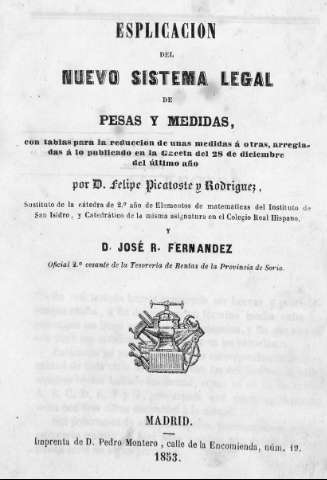 ESPLICACION
DEL
NUEVO SISTEMA LEGAL
DE
PESAS Y MEDIDAS,
con tablas para la reduccion de unas medidas á otras, arregla-
das á lo publicado en la Gaceta del 28 de diciembre
del último año
por D. Felipe Picatoste y Rodriguez,
Sustituto de la cátedra de 2.º año de Elementos de matemáticas del Instituto de
San Isidro, y Catedrático de la misma asignatura en el Colegio Real Hispano,
Y
D. JOSÉ R. FERNANDEZ
Oficial 2.º cesante de la Tesorería de Rentas de la Provincia de Soria.
MADRID.
Imprenta de D. Pedro Montero, calle de la Encomienda, núm. 19.
1853.